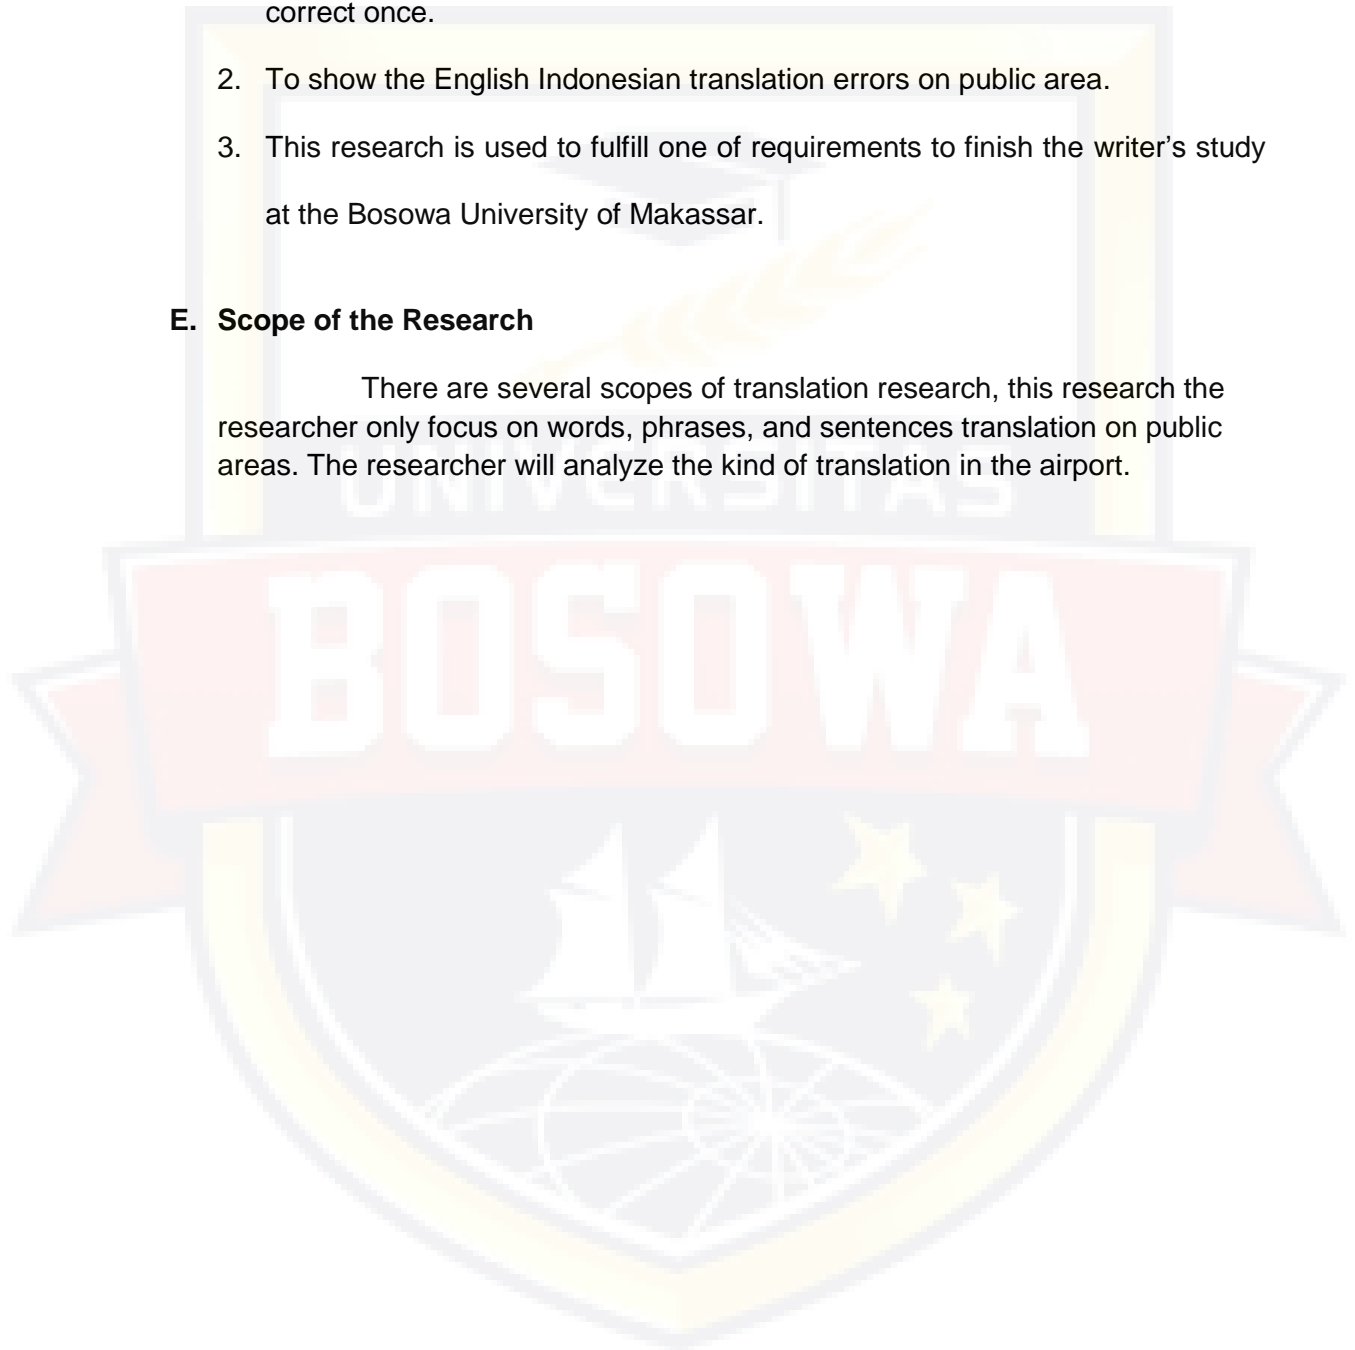 correct once.
2. To show the English Indonesian translation errors on public area.
3. This research is used to fulfill one of requirements to finish the writer’s study
at the Bosowa University of Makassar.
E. Scope of the Research
There are several scopes of translation research, this research the
researcher only focus on words, phrases, and sentences translation on public
areas. The researcher will analyze the kind of translation in the airport.
UNIVERSITAS
BOSOWA